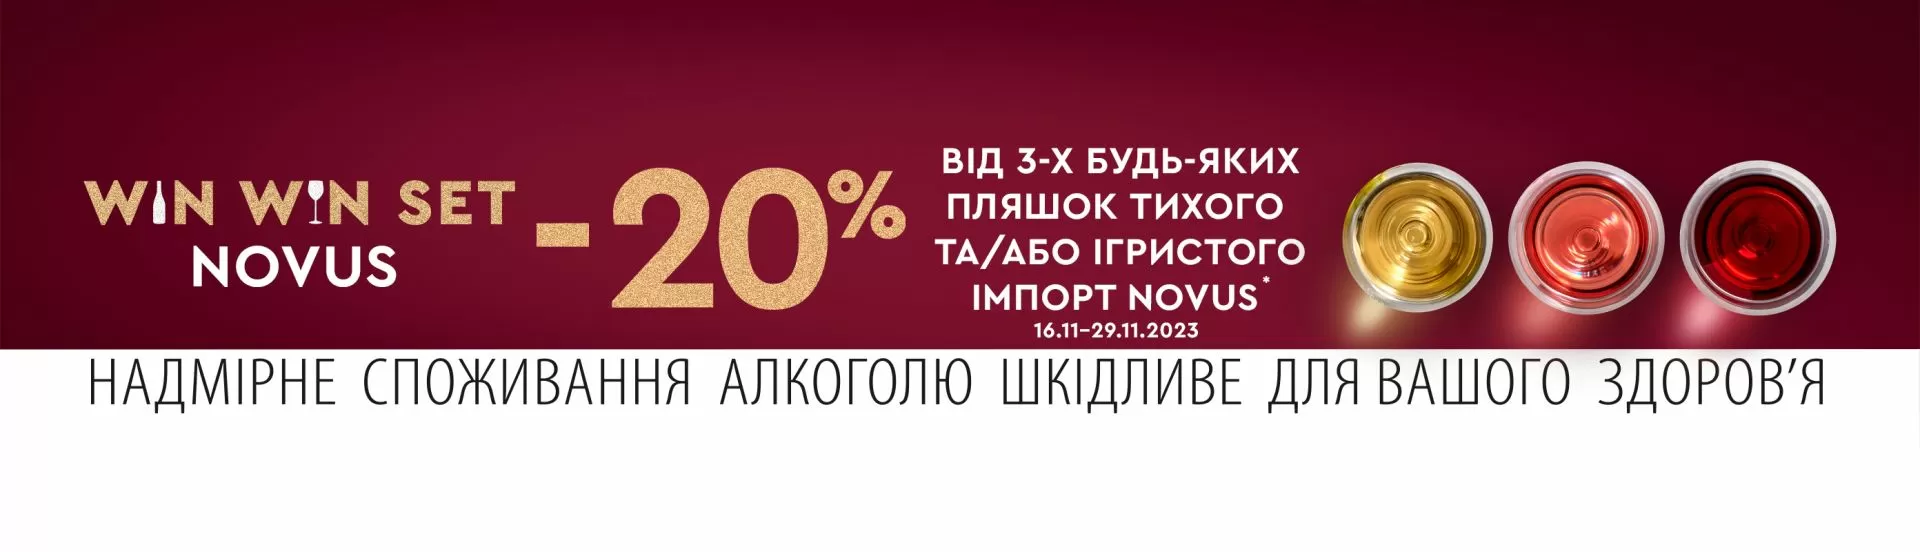 WIN WIN SET
NOVUS
-20%
ВІД 3-Х БУДЬ-ЯКИХ
ПЛЯШОК ТИХОГО
ТА/АБО ІГРИСТОГО
ІМПОРТ NOVUS*
16.11–29.11.2023
НАДМІРНЕ СПОЖИВАННЯ АЛКОГОЛЮ ШКІДЛИВЕ ДЛЯ ВАШОГО ЗДОРОВ'Я